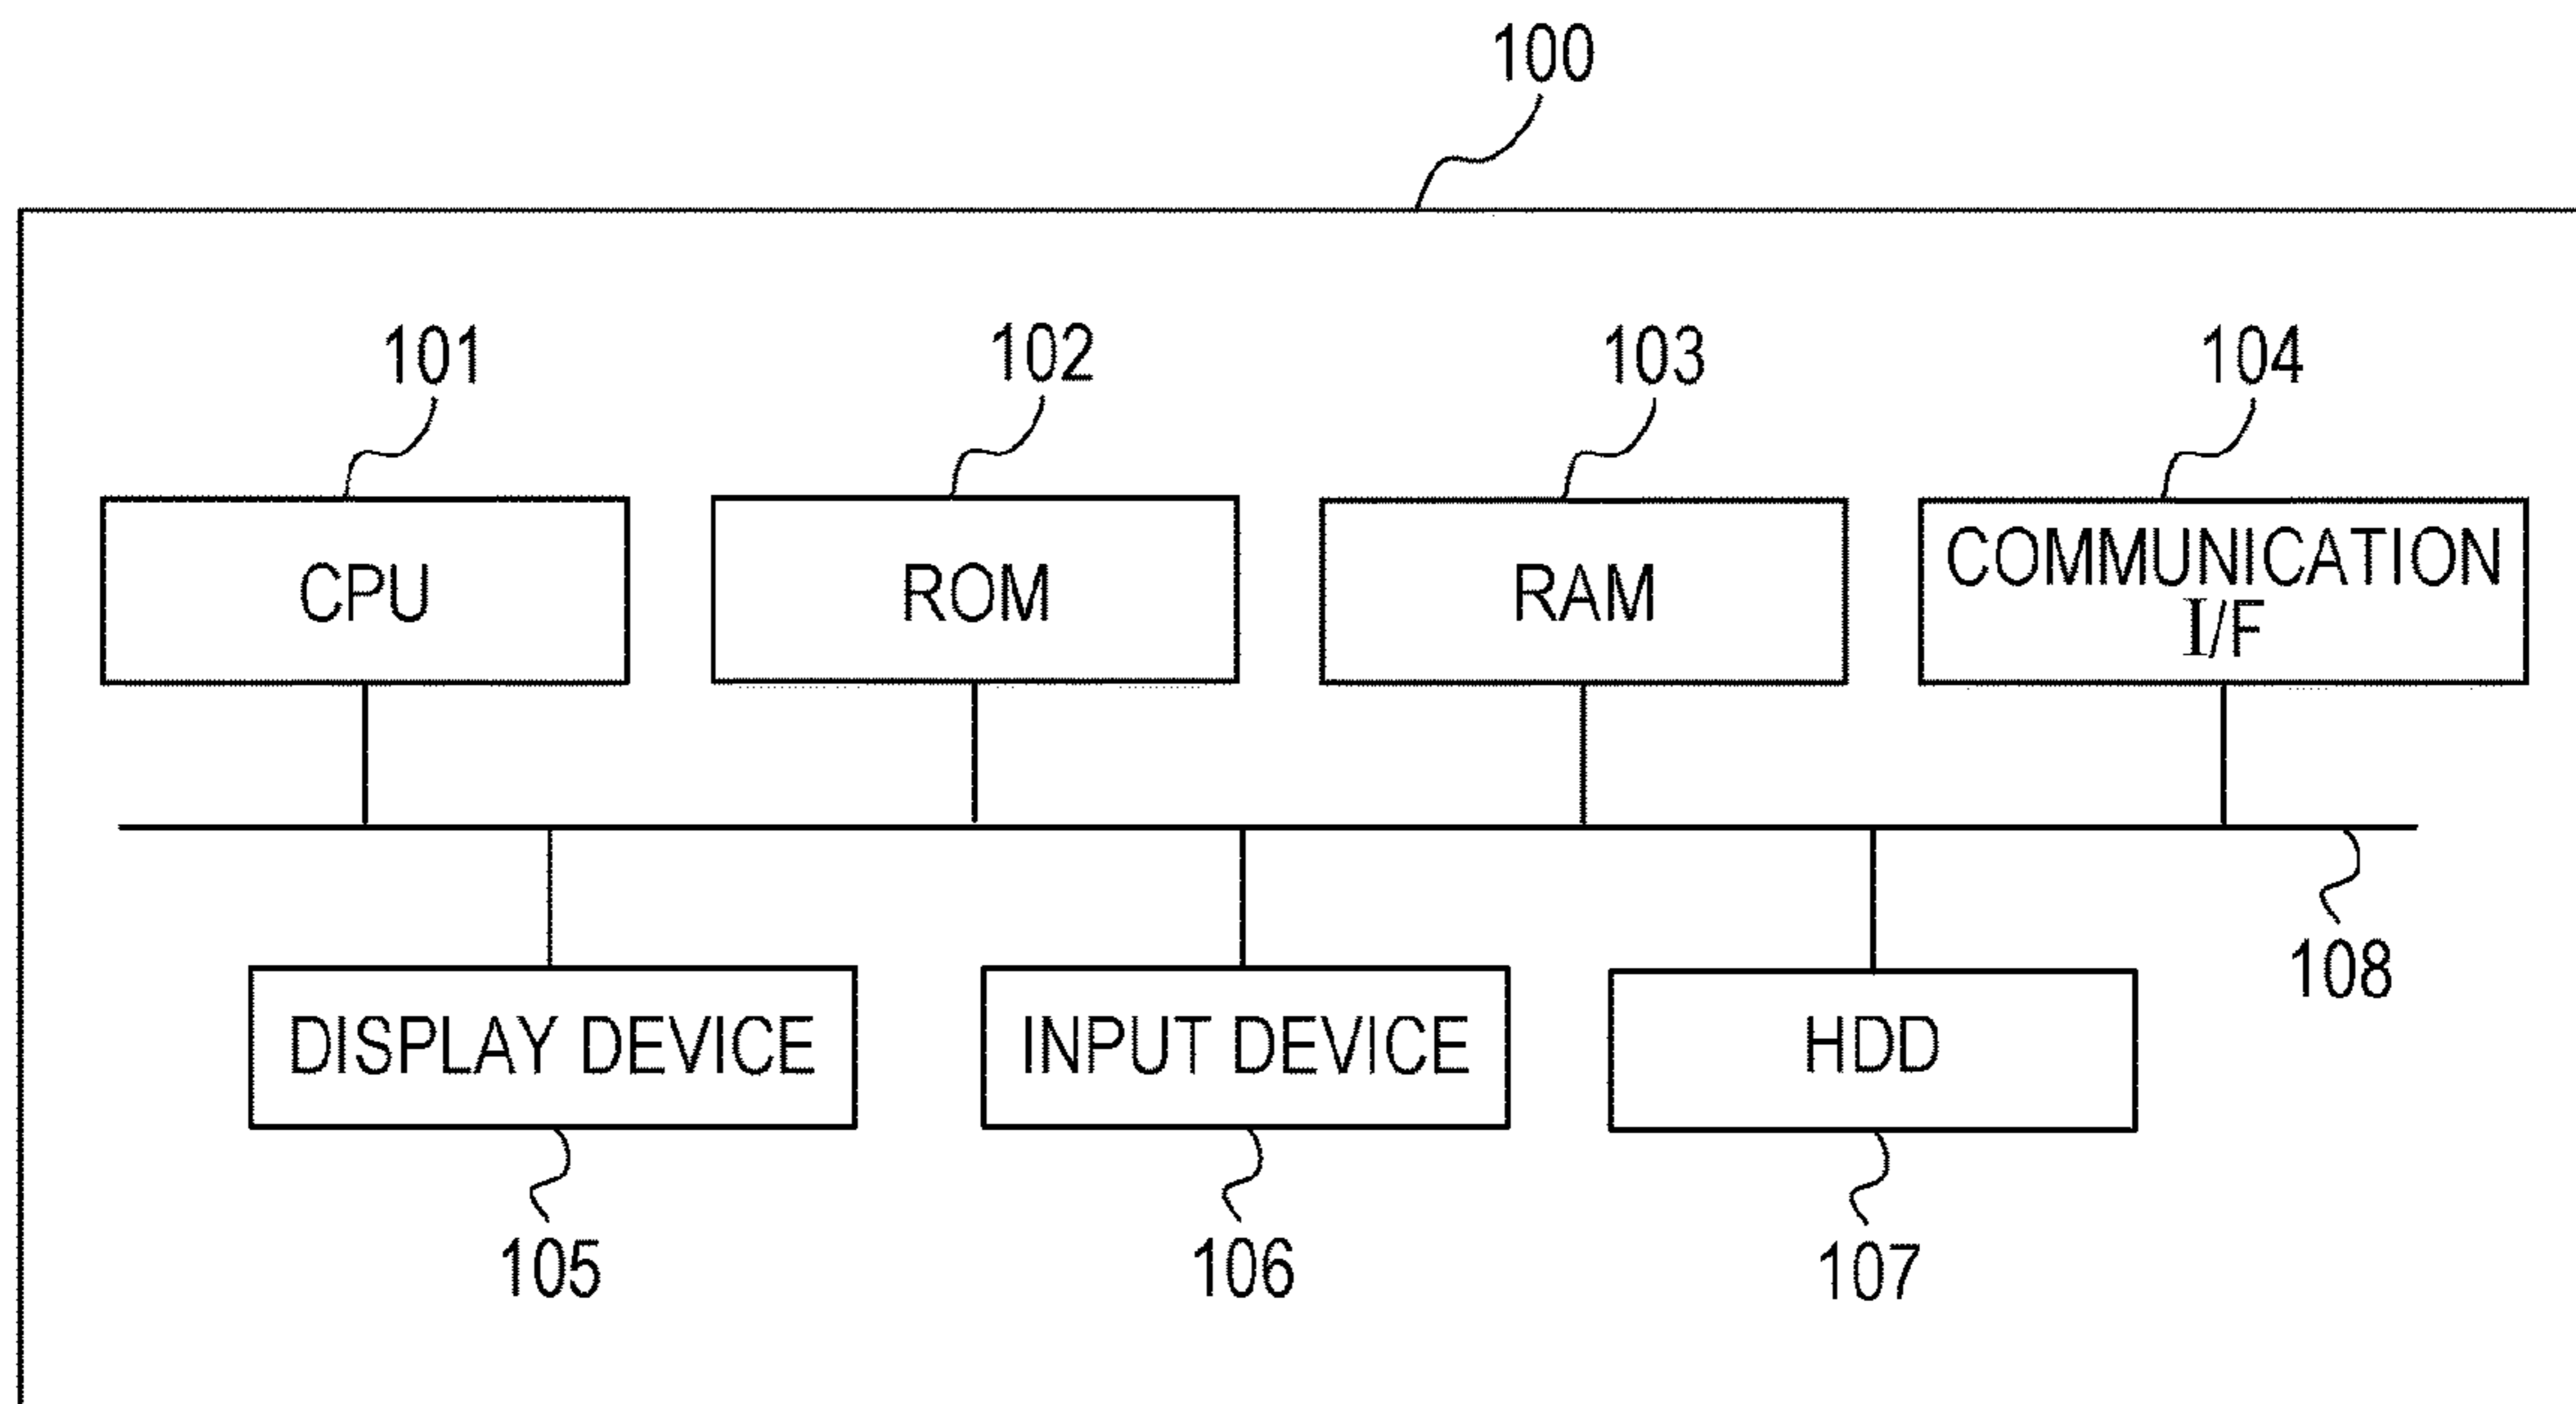 100
101
102
103
104
CPU
ROM
RAM
COMMUNICATION
I/F
108
DISPLAY DEVICE
INPUT DEVICE
HDD
105
106
107